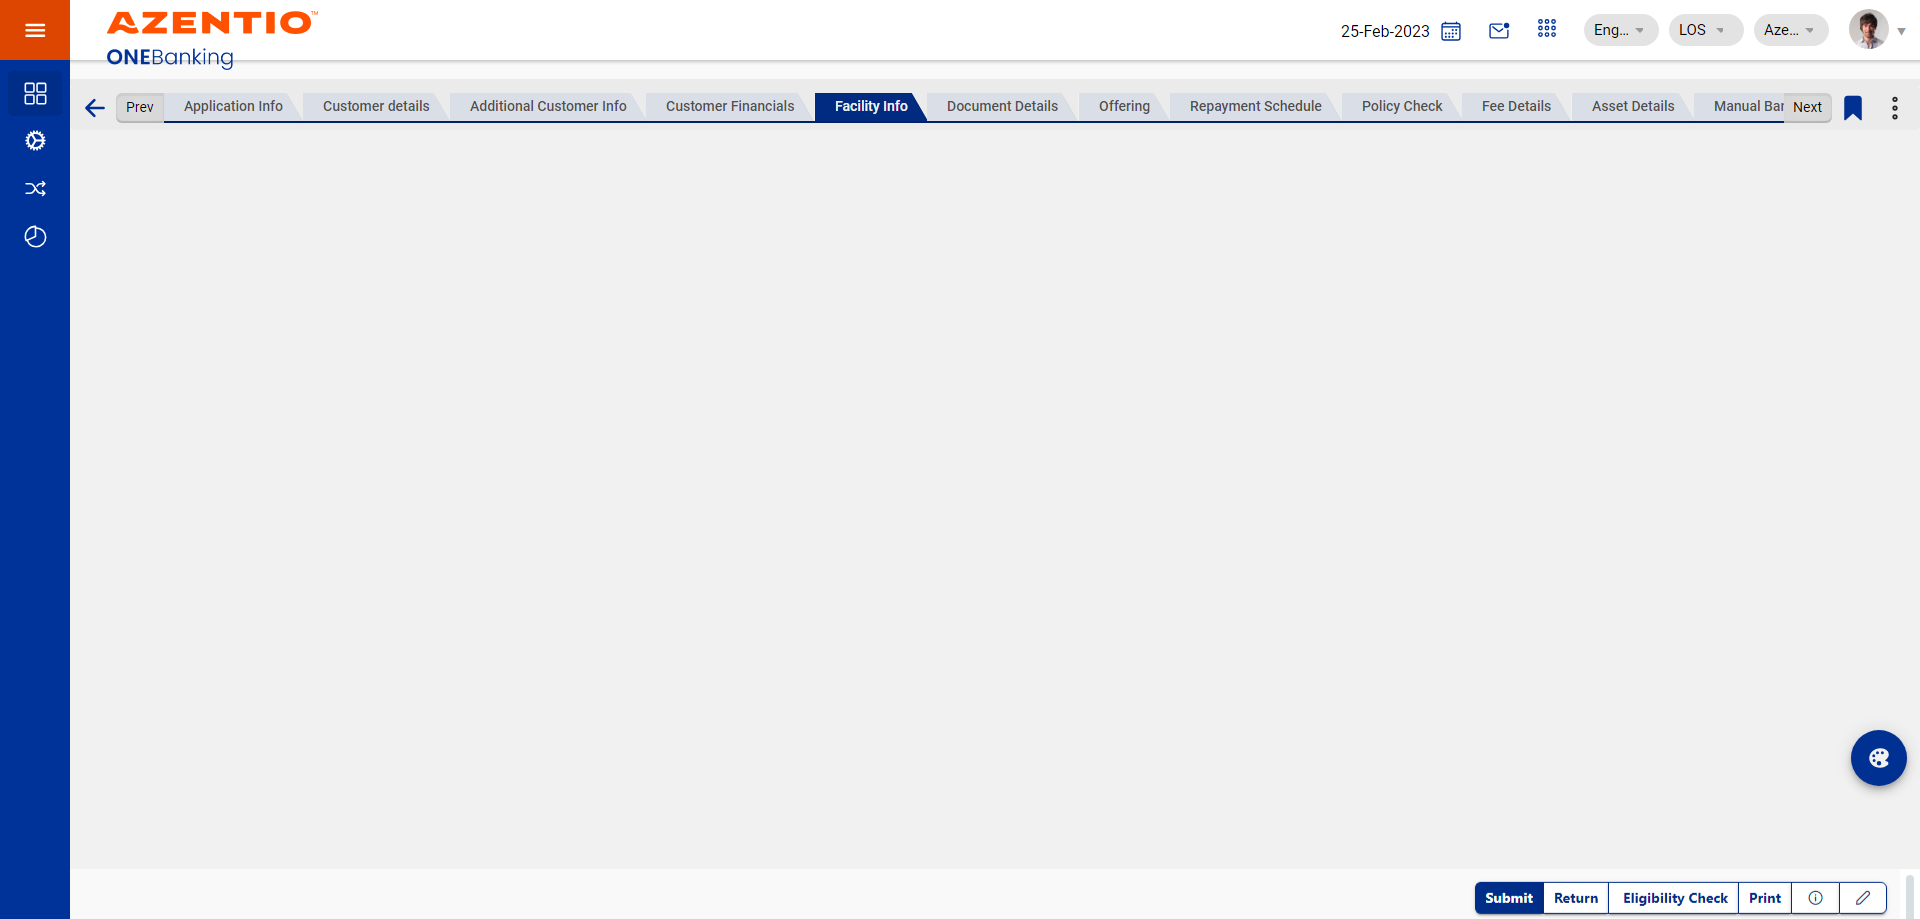 AZENTIO™
ONEBanking
25-Feb-2023
Eng...
LOS
Aze...
Prev
Application Info
Customer details
Additional Customer Info
Customer Financials
Facility Info
Document Details
Offering
Repayment Schedule
Policy Check
Fee Details
Asset Details
Manual Bar
Next
Submit
Return
Eligibility Check
Print